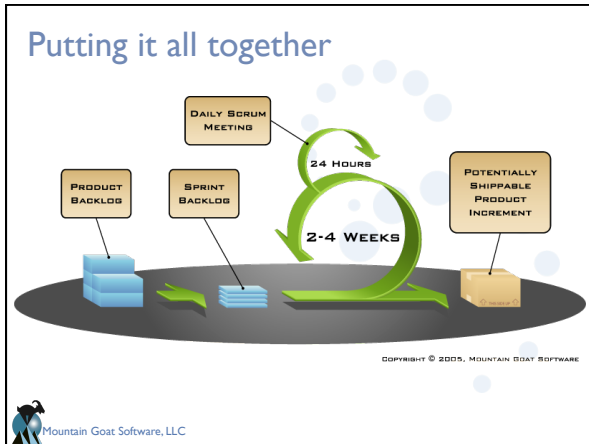 Putting it all together
DAILY SCRUM
MEETING
24 HOURS
PRODUCT
BACKLOG
SPRINT
BACKLOG
POTENTIALLY
SHIPPABLE
PRODUCT
INCREMENT
2-4 WEEKS
COPYRIGHT © 2005, MOUNTAIN GOAT SOFTWARE
Mountain Goat Software, LLC